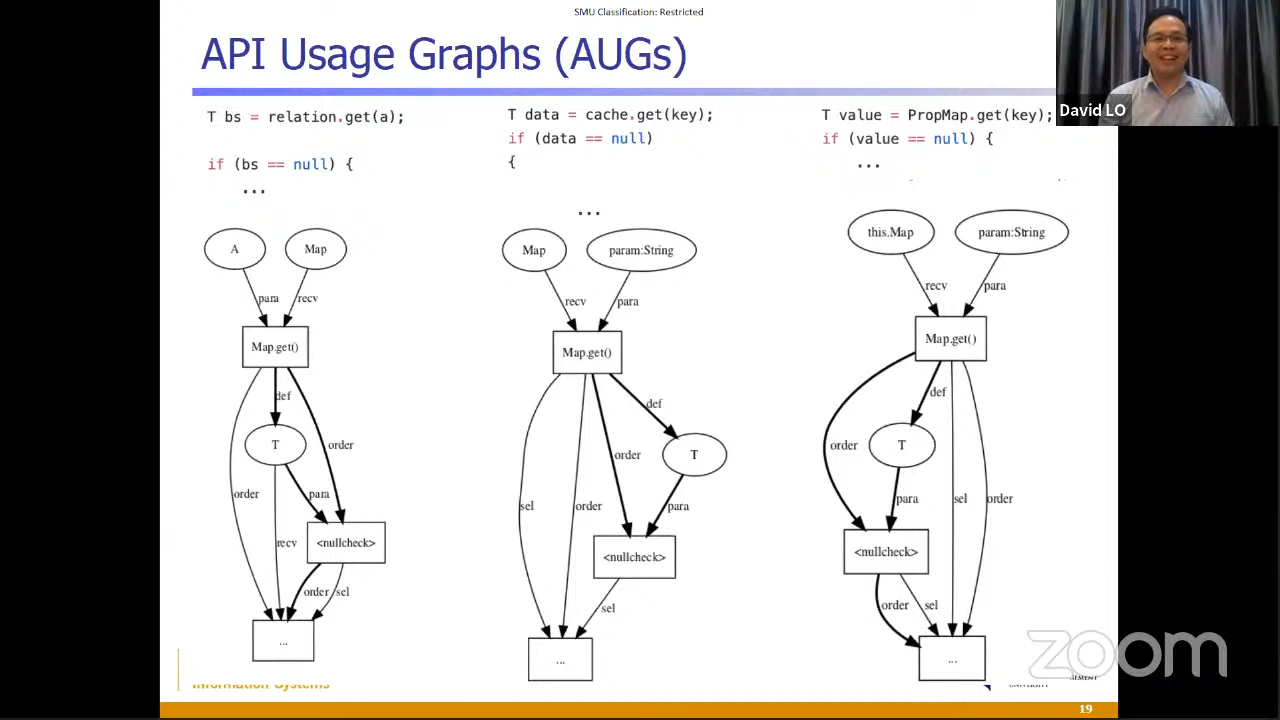 SMU Classification: Restricted
API Usage Graphs (AUGs)
David LO
T bs = relation.get(a);
if (bs == null) {
...
T data = cache.get(key);
if (data == null)
{
...
T value = PropMap.get(key);
if (value == null) {
...
A
Map
para
recv
Map.get()
def
order
T
order
para
recv
<nullcheck>
order
sel
...
Map
param:String
recv
para
Map.get()
def
order
T
sel
order
para
<nullcheck>
sel
...
this.Map
param:String
recv
para
Map.get()
def
order
T
para
sel
order
<nullcheck>
order
sel
...
Information Systems
zoom
19